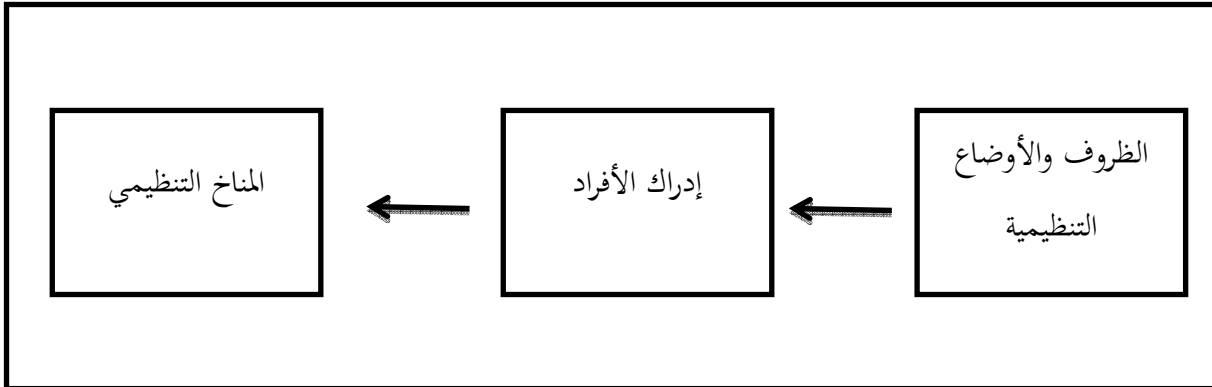 الظروف والأوضاع
التنظيمية
إدراك الأفراد
المناخ التنظيمي